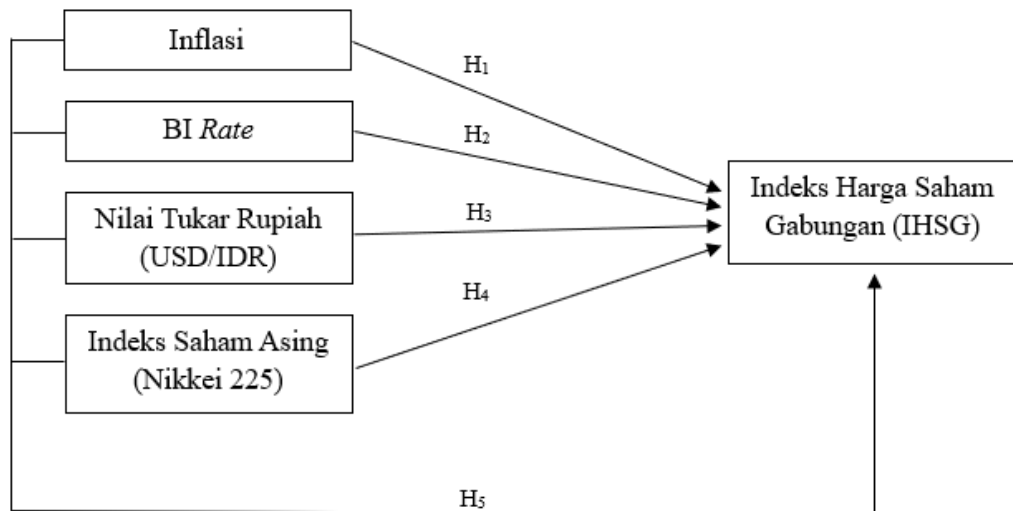 Inflasi
H₁
BI Rate
H₂
Nilai Tukar Rupiah
(USD/IDR)
H₃
Indeks Harga Saham
Gabungan (IHSG)
H₄
Indeks Saham Asing
(Nikkei 225)
H₅